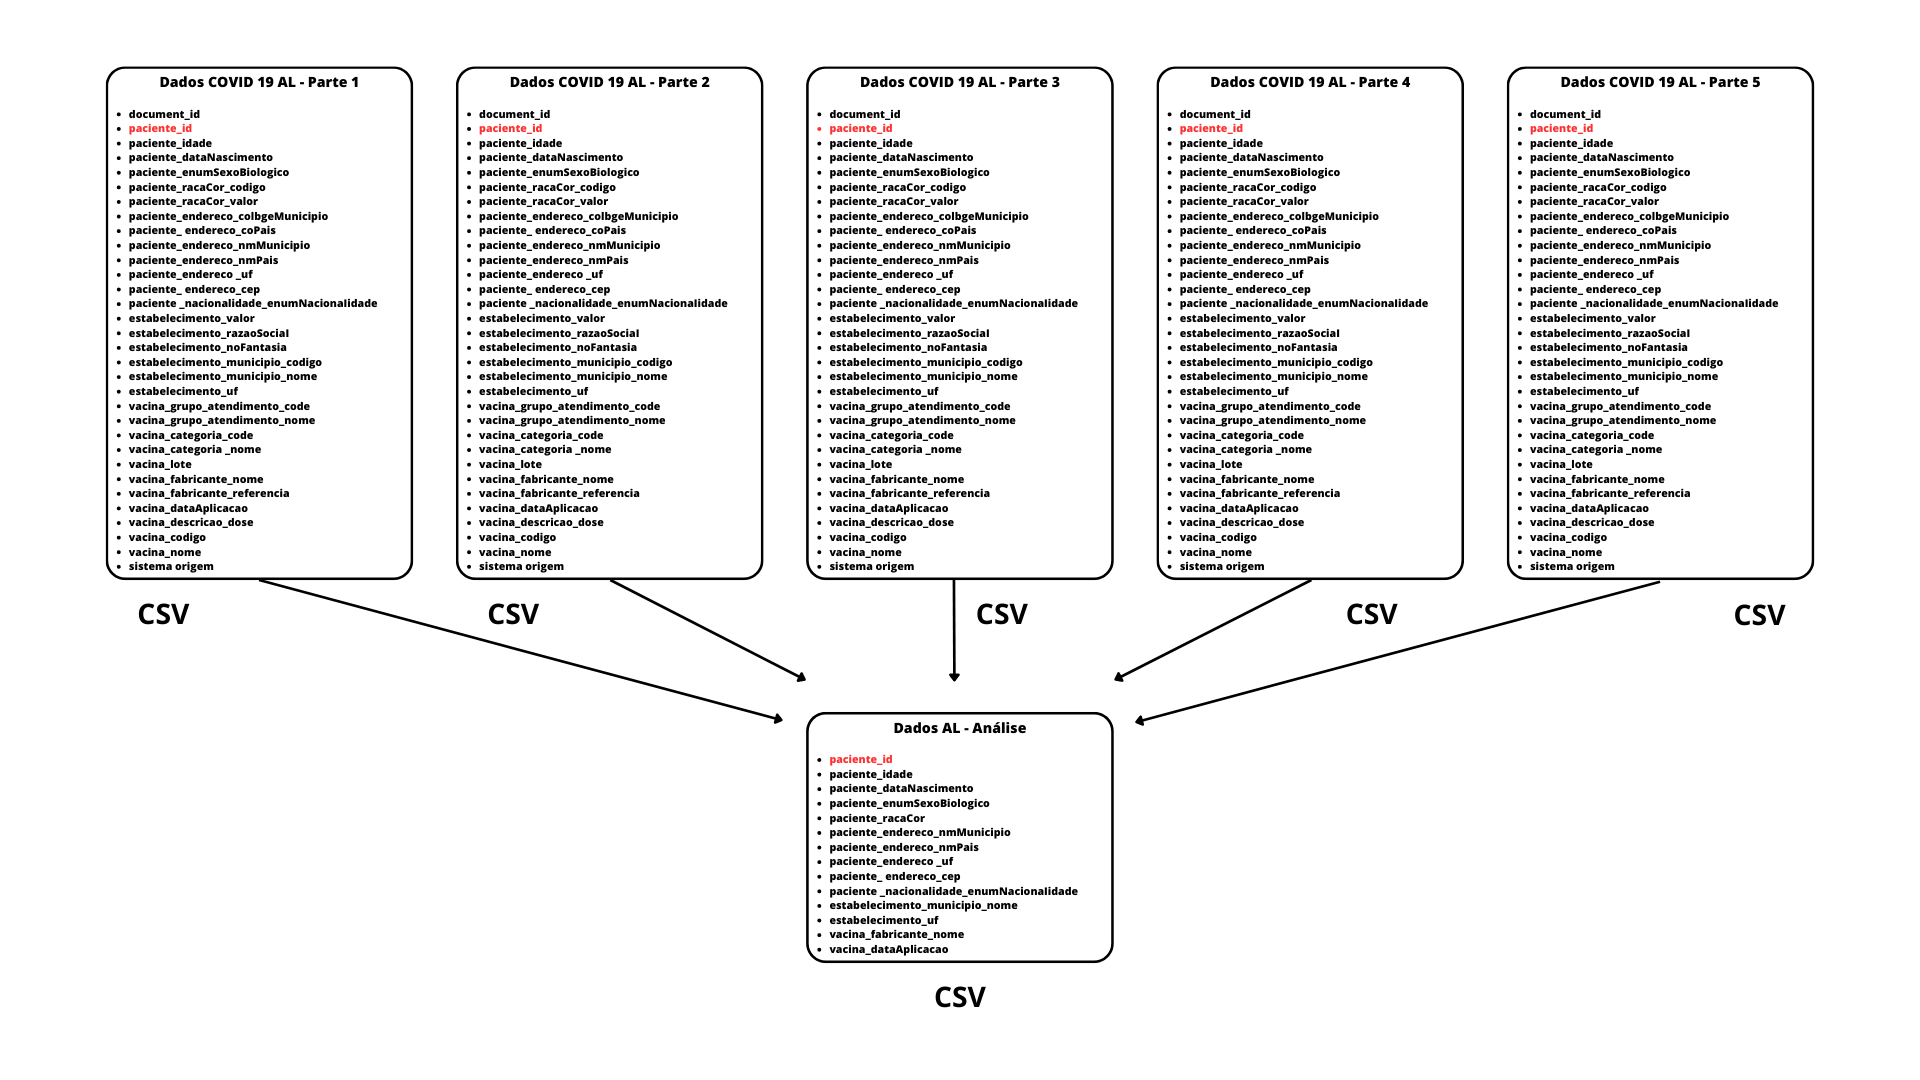 Dados COVID 19 AL - Parte 1
• document_id
• paciente_id
• paciente_idade
• paciente_dataNascimento
• paciente_enumSexoBiologico
• paciente_racaCor_codigo
• paciente_racaCor_valor
• paciente_endereco_coIbgeMunicipio
• paciente_ endereco_coPais
• paciente_endereco_nmMunicipio
• paciente_endereco_nmPais
• paciente_endereco _uf
• paciente_ endereco_cep
• paciente _nacionalidade_enumNacionalidade
• estabelecimento_valor
• estabelecimento_razaoSocial
• estabelecimento_noFantasia
• estabelecimento_municipio_codigo
• estabelecimento_municipio_nome
• estabelecimento_uf
• vacina_grupo_atendimento_code
• vacina_grupo_atendimento_nome
• vacina_categoria_code
• vacina_categoria _nome
• vacina_lote
• vacina_fabricante_nome
• vacina_fabricante_referencia
• vacina_dataAplicacao
• vacina_descricao_dose
• vacina_codigo
• vacina_nome
• sistema origem
CSV
Dados COVID 19 AL - Parte 2
• document_id
• paciente_id
• paciente_idade
• paciente_dataNascimento
• paciente_enumSexoBiologico
• paciente_racaCor_codigo
• paciente_racaCor_valor
• paciente_endereco_coIbgeMunicipio
• paciente_ endereco_coPais
• paciente_endereco_nmMunicipio
• paciente_endereco_nmPais
• paciente_endereco _uf
• paciente_ endereco_cep
• paciente _nacionalidade_enumNacionalidade
• estabelecimento_valor
• estabelecimento_razaoSocial
• estabelecimento_noFantasia
• estabelecimento_municipio_codigo
• estabelecimento_municipio_nome
• estabelecimento_uf
• vacina_grupo_atendimento_code
• vacina_grupo_atendimento_nome
• vacina_categoria_code
• vacina_categoria _nome
• vacina_lote
• vacina_fabricante_nome
• vacina_fabricante_referencia
• vacina_dataAplicacao
• vacina_descricao_dose
• vacina_codigo
• vacina_nome
• sistema origem
CSV
Dados COVID 19 AL - Parte 3
• document_id
• paciente_id
• paciente_idade
• paciente_dataNascimento
• paciente_enumSexoBiologico
• paciente_racaCor_codigo
• paciente_racaCor_valor
• paciente_endereco_coIbgeMunicipio
• paciente_ endereco_coPais
• paciente_endereco_nmMunicipio
• paciente_endereco_nmPais
• paciente_endereco _uf
• paciente_ endereco_cep
• paciente _nacionalidade_enumNacionalidade
• estabelecimento_valor
• estabelecimento_razaoSocial
• estabelecimento_noFantasia
• estabelecimento_municipio_codigo
• estabelecimento_municipio_nome
• estabelecimento_uf
• vacina_grupo_atendimento_code
• vacina_grupo_atendimento_nome
• vacina_categoria_code
• vacina_categoria _nome
• vacina_lote
• vacina_fabricante_nome
• vacina_fabricante_referencia
• vacina_dataAplicacao
• vacina_descricao_dose
• vacina_codigo
• vacina_nome
• sistema origem
CSV
Dados COVID 19 AL - Parte 4
• document_id
• paciente_id
• paciente_idade
• paciente_dataNascimento
• paciente_enumSexoBiologico
• paciente_racaCor_codigo
• paciente_racaCor_valor
• paciente_endereco_coIbgeMunicipio
• paciente_ endereco_coPais
• paciente_endereco_nmMunicipio
• paciente_endereco_nmPais
• paciente_endereco _uf
• paciente_ endereco_cep
• paciente _nacionalidade_enumNacionalidade
• estabelecimento_valor
• estabelecimento_razaoSocial
• estabelecimento_noFantasia
• estabelecimento_municipio_codigo
• estabelecimento_municipio_nome
• estabelecimento_uf
• vacina_grupo_atendimento_code
• vacina_grupo_atendimento_nome
• vacina_categoria_code
• vacina_categoria _nome
• vacina_lote
• vacina_fabricante_nome
• vacina_fabricante_referencia
• vacina_dataAplicacao
• vacina_descricao_dose
• vacina_codigo
• vacina_nome
• sistema origem
CSV
Dados COVID 19 AL - Parte 5
• document_id
• paciente_id
• paciente_idade
• paciente_dataNascimento
• paciente_enumSexoBiologico
• paciente_racaCor_codigo
• paciente_racaCor_valor
• paciente_endereco_coIbgeMunicipio
• paciente_ endereco_coPais
• paciente_endereco_nmMunicipio
• paciente_endereco_nmPais
• paciente_endereco _uf
• paciente_ endereco_cep
• paciente _nacionalidade_enumNacionalidade
• estabelecimento_valor
• estabelecimento_razaoSocial
• estabelecimento_noFantasia
• estabelecimento_municipio_codigo
• estabelecimento_municipio_nome
• estabelecimento_uf
• vacina_grupo_atendimento_code
• vacina_grupo_atendimento_nome
• vacina_categoria_code
• vacina_categoria _nome
• vacina_lote
• vacina_fabricante_nome
• vacina_fabricante_referencia
• vacina_dataAplicacao
• vacina_descricao_dose
• vacina_codigo
• vacina_nome
• sistema origem
CSV
Dados AL - Análise
• paciente_id
• paciente_idade
• paciente_dataNascimento
• paciente_enumSexoBiologico
• paciente_racaCor
• paciente_endereco_nmMunicipio
• paciente_endereco_nmPais
• paciente_endereco _uf
• paciente_ endereco_cep
• paciente _nacionalidade_enumNacionalidade
• estabelecimento_municipio_nome
• estabelecimento_uf
• vacina_fabricante_nome
• vacina_dataAplicacao
CSV